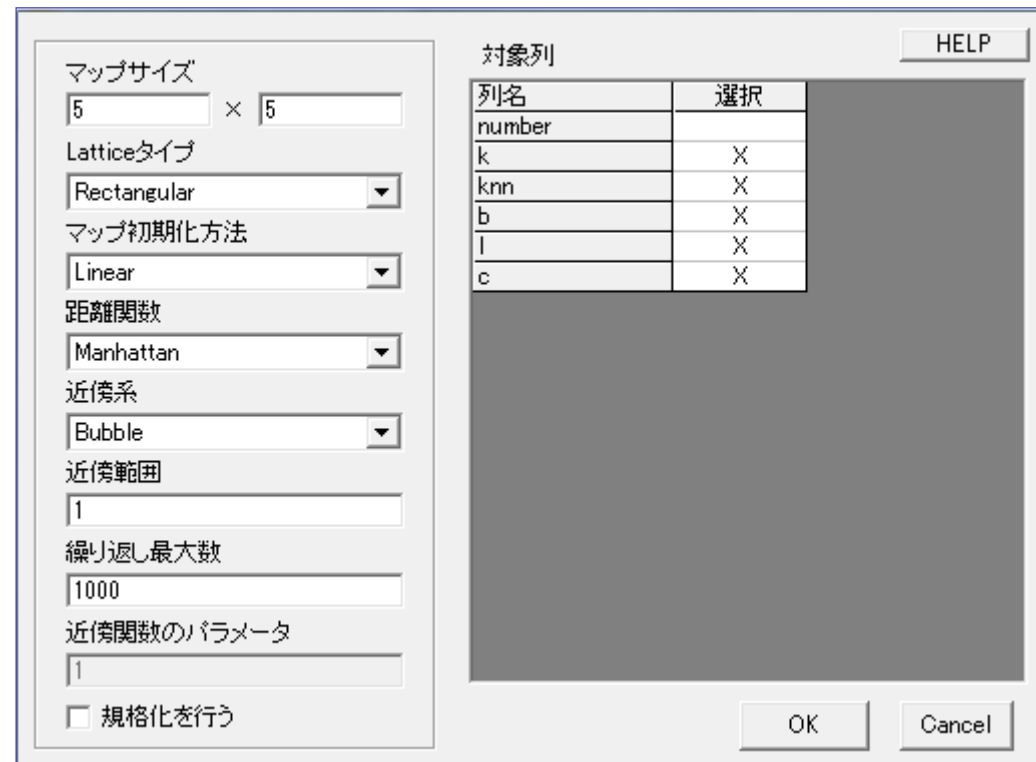 マップサイズ
5 × 5
Latticeタイプ
Rectangular
マップ初期化方法
Linear
距離関数
Manhattan
近傍系
Bubble
近傍範囲
1
繰り返し最大数
1000
近傍関数のパラメータ
1
規格化を行う
対象列
HELP
列名 選択
number
k X
knn X
b X
l X
c X
OK Cancel